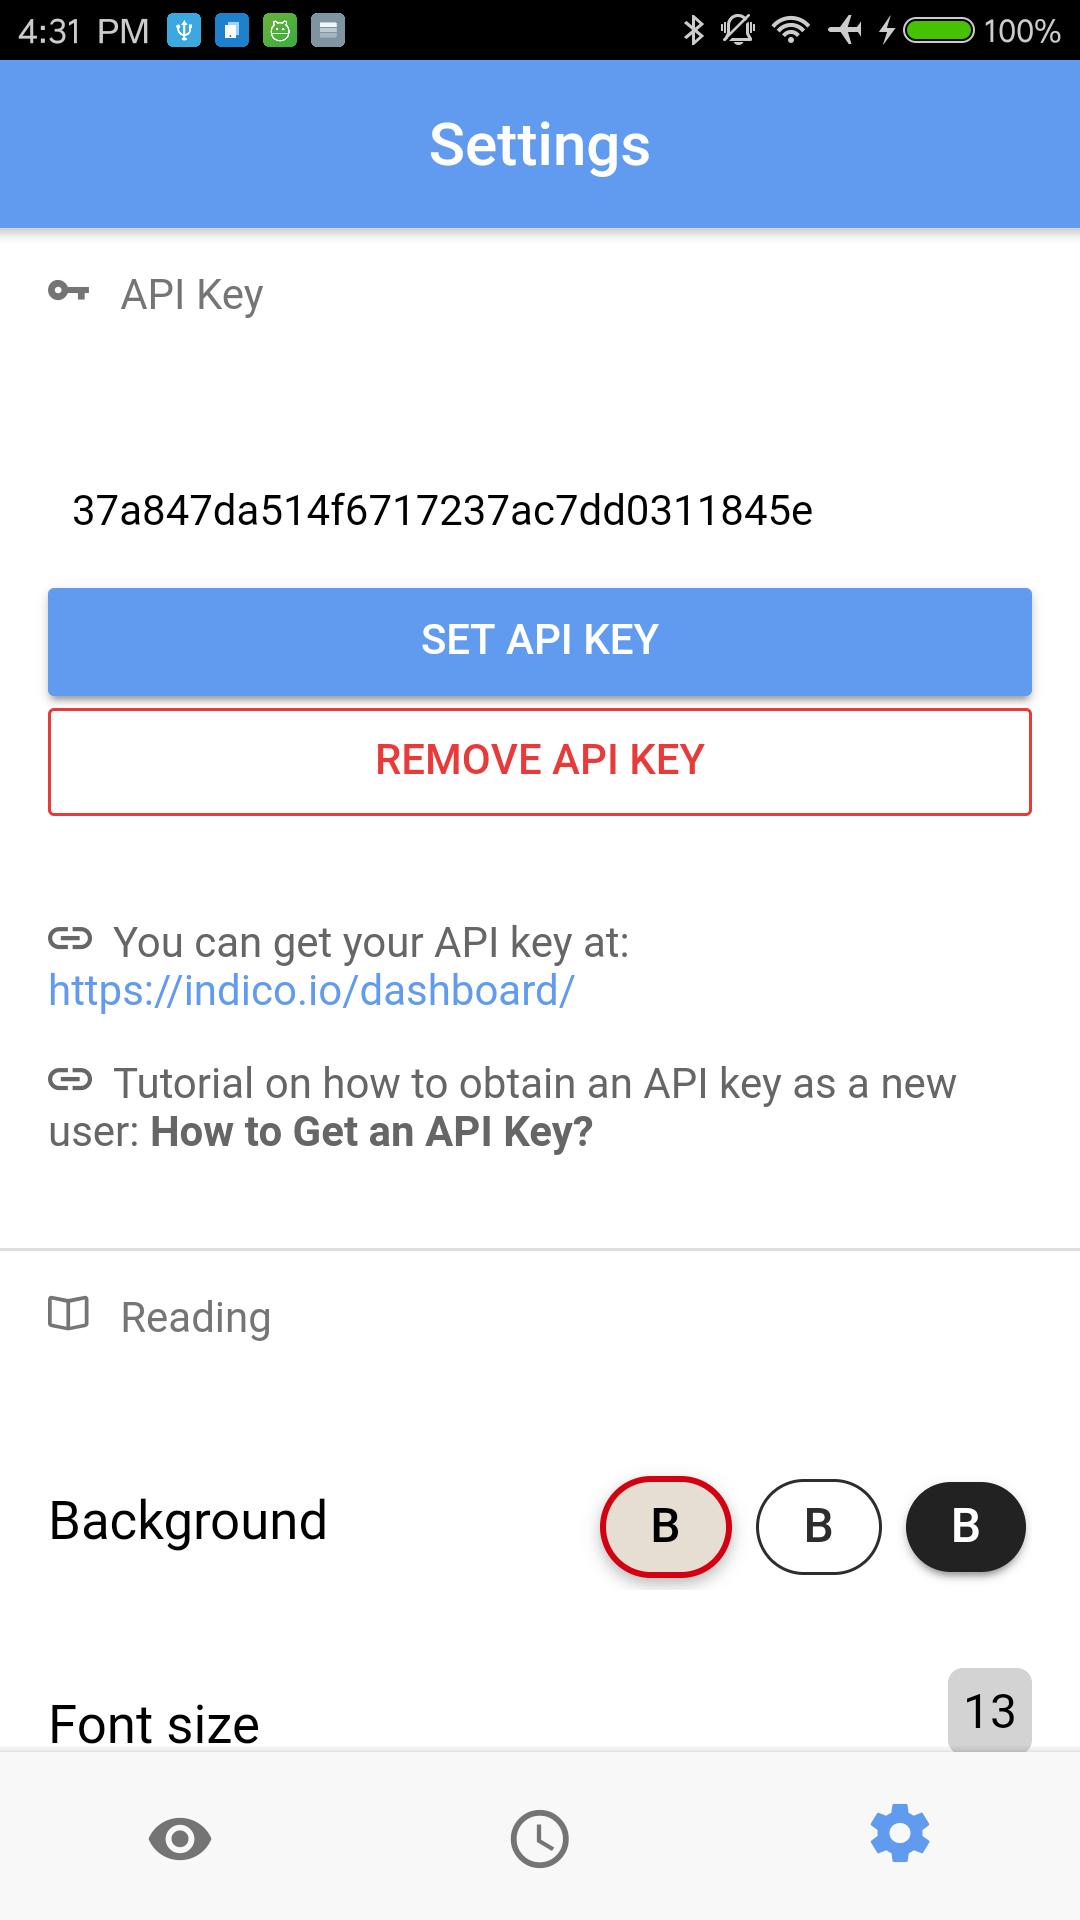 4:31 PM 100%
Settings
API Key
37a847da514f6717237ac7dd0311845e
SET API KEY
REMOVE API KEY
You can get your API key at:
https://indico.io/dashboard/
Tutorial on how to obtain an API key as a new
user: How to Get an API Key?
Reading
Background B B B
Font size 13